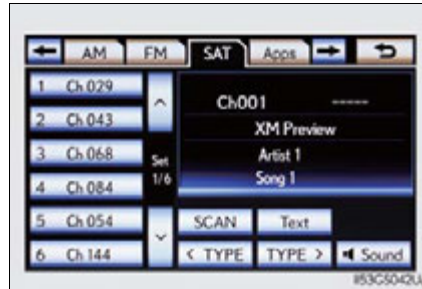 AM FM SAT Apps
1 Ch 029
2 Ch 043
3 Ch 068
4 Ch 084
5 Ch 054
6 Ch 144
Set
1/6
Ch001 -----
XM Preview
Artist 1
Song 1
SCAN Text
< TYPE TYPE > Sound